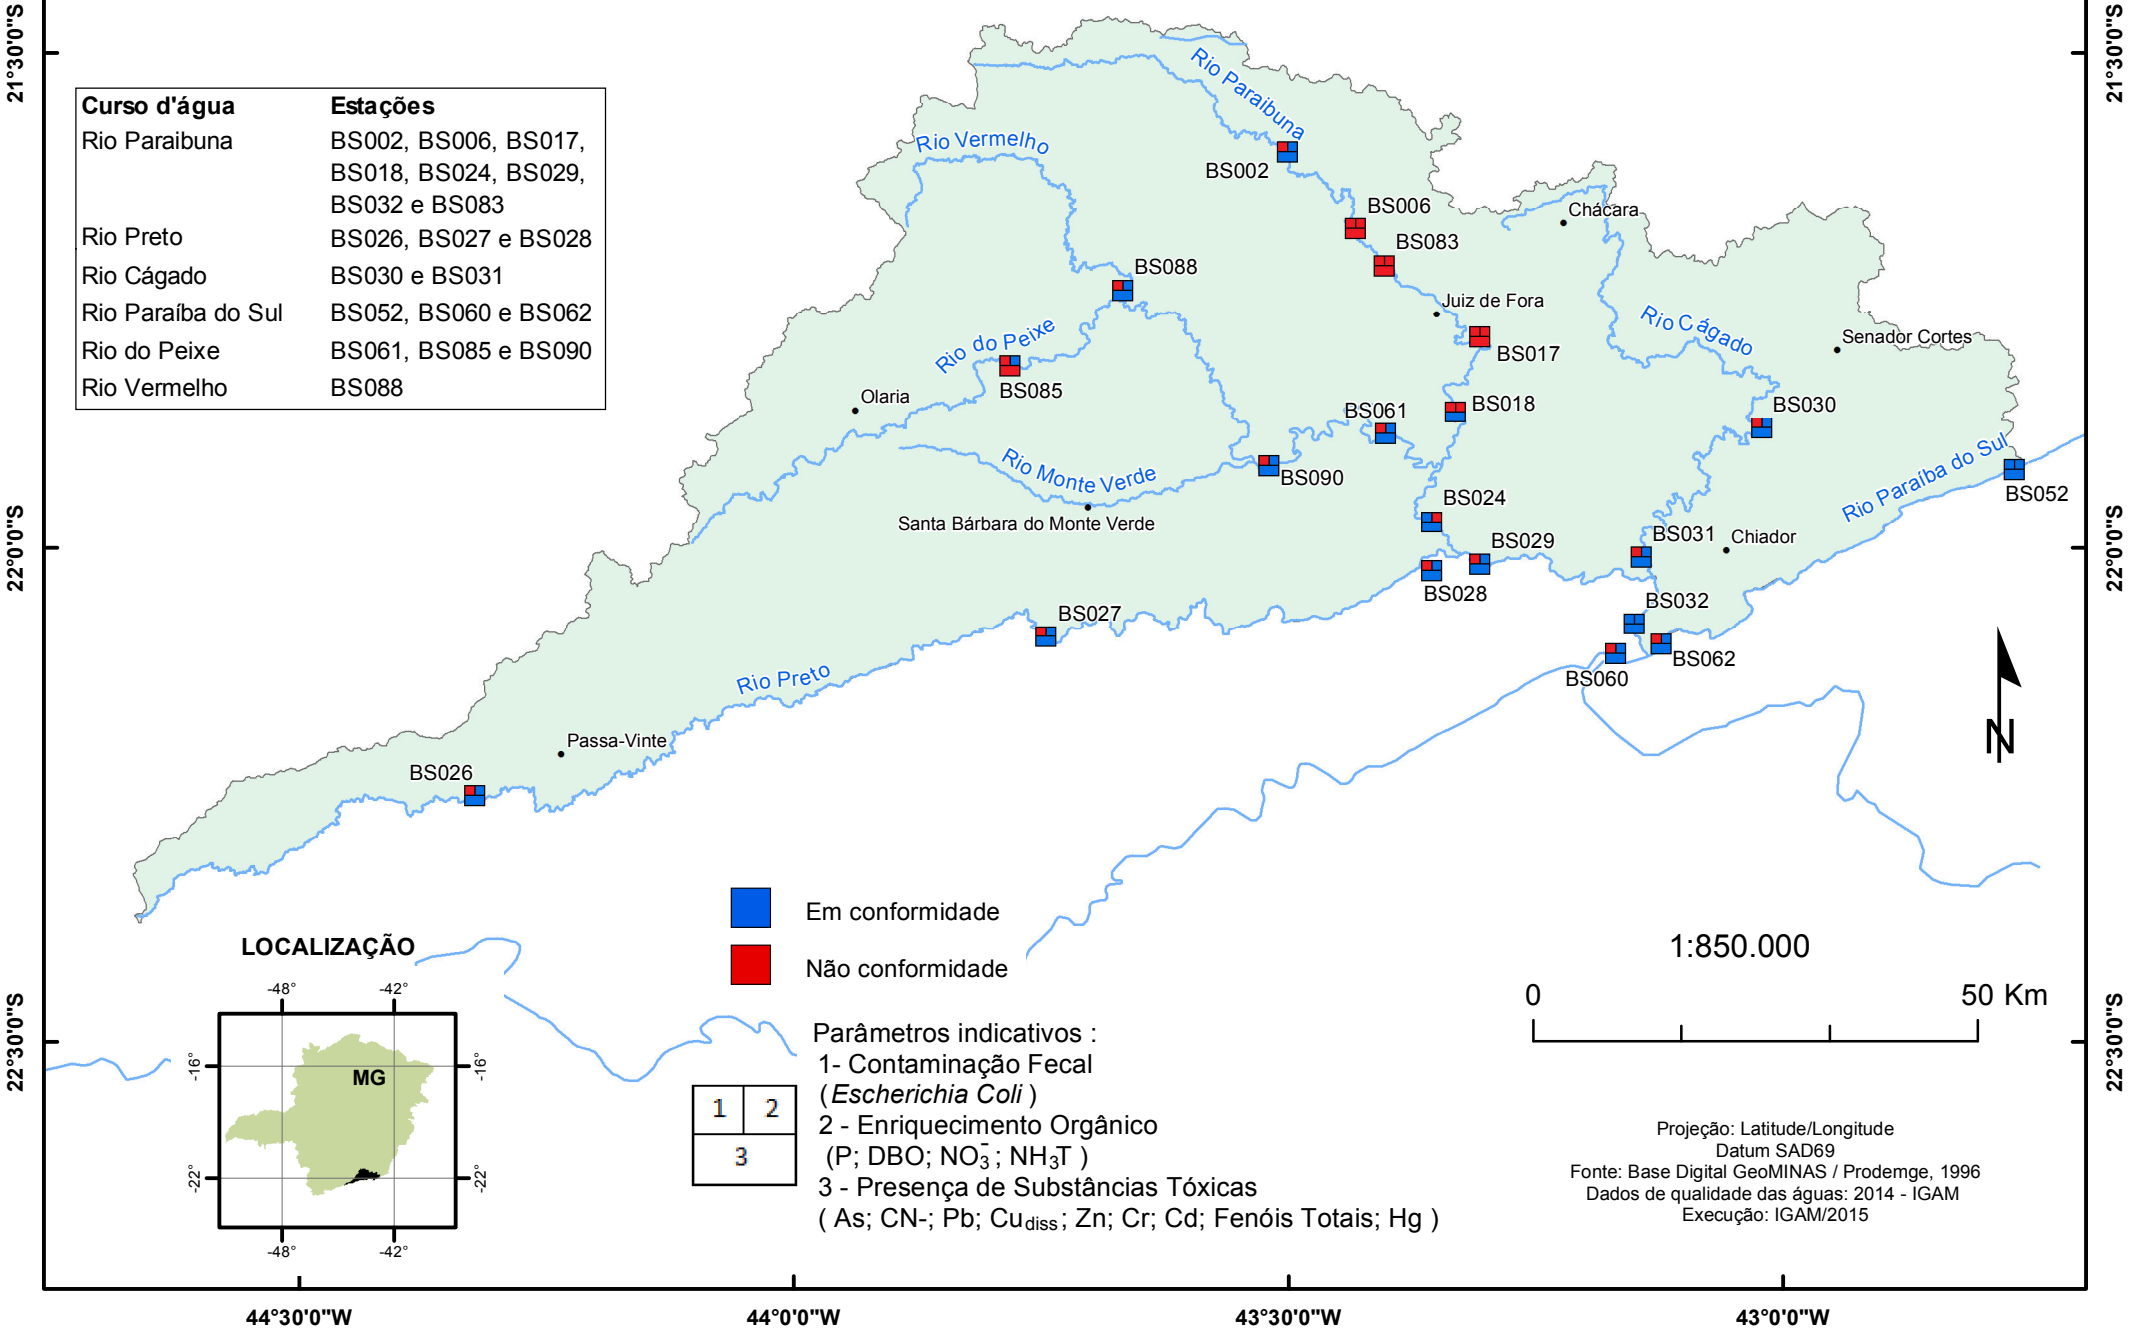 21°30'0"S
21°30'0"S
Curso d'água Estações
Rio Paraibuna BS002, BS006, BS017,
BS018, BS024, BS029,
BS032 e BS083
Rio Preto BS026, BS027 e BS028
Rio Cágado BS030 e BS031
Rio Paraíba do Sul BS052, BS060 e BS062
Rio do Peixe BS061, BS085 e BS090
Rio Vermelho BS088
Rio Paraibuna
Rio Vermelho
BS002
BS006
Chácara
BS083
BS088
Juiz de Fora
Rio Cágado
Rio do Peixe
Senador Cortes
BS017
BS085
Olaria
BS061
BS018
BS030
Rio Monte Verde
BS090
Rio Paraíba do Sul
BS052
BS024
Santa Bárbara do Monte Verde
22°0'0"S
BS029
BS031
Chiador
22°0'0"S
BS028
BS032
BS027
BS062
BS060
Rio Preto
N
Passa-Vinte
BS026
Em conformidade
Não conformidade
LOCALIZAÇÃO
-48° -42°
-16° -16°
MG
-22° -22°
-48° -42°
1:850.000
0 50 Km
22°30'0"S
22°30'0"S
Parâmetros indicativos :
1- Contaminação Fecal
(Escherichia Coli )
2 - Enriquecimento Orgânico
(P; DBO; NO3-; NH3T )
3 - Presença de Substâncias Tóxicas
( As; CN-; Pb; Cudiss; Zn; Cr; Cd; Fenóis Totais; Hg )
1 2
3
Projeção: Latitude/Longitude
Datum SAD69
Fonte: Base Digital GeoMINAS / Prodemge, 1996
Dados de qualidade das águas: 2014 - IGAM
Execução: IGAM/2015
44°30'0"W 44°0'0"W 43°30'0"W 43°0'0"W